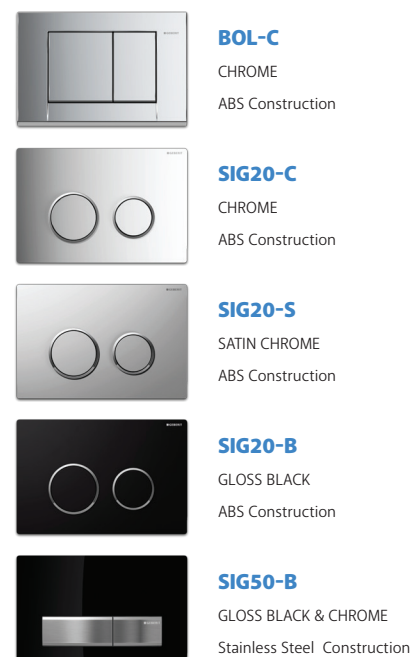 BOL-C
CHROME
ABS Construction
SIG20-C
CHROME
ABS Construction
SIG20-S
SATIN CHROME
ABS Construction
SIG20-B
GLOSS BLACK
ABS Construction
SIG50-B
GLOSS BLACK & CHROME
Stainless Steel Construction